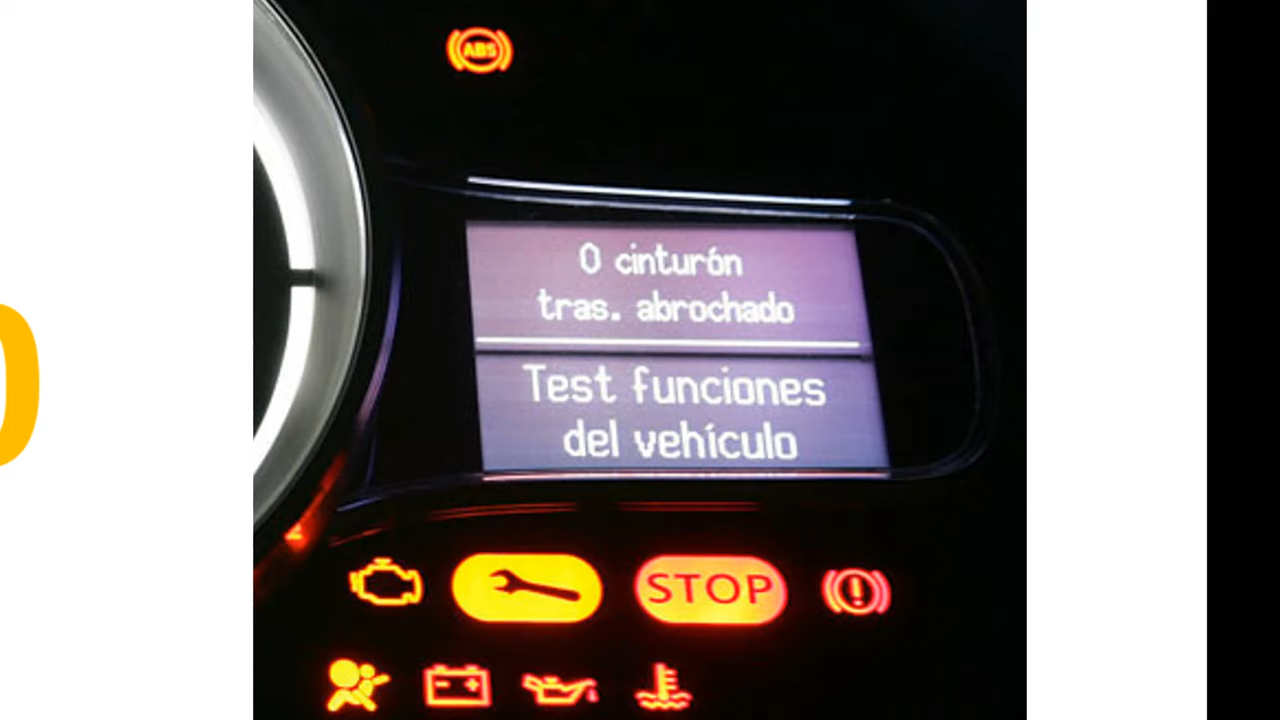 ABS
0 cinturón
tras. abrochado
Test funciones
del vehículo
STOP